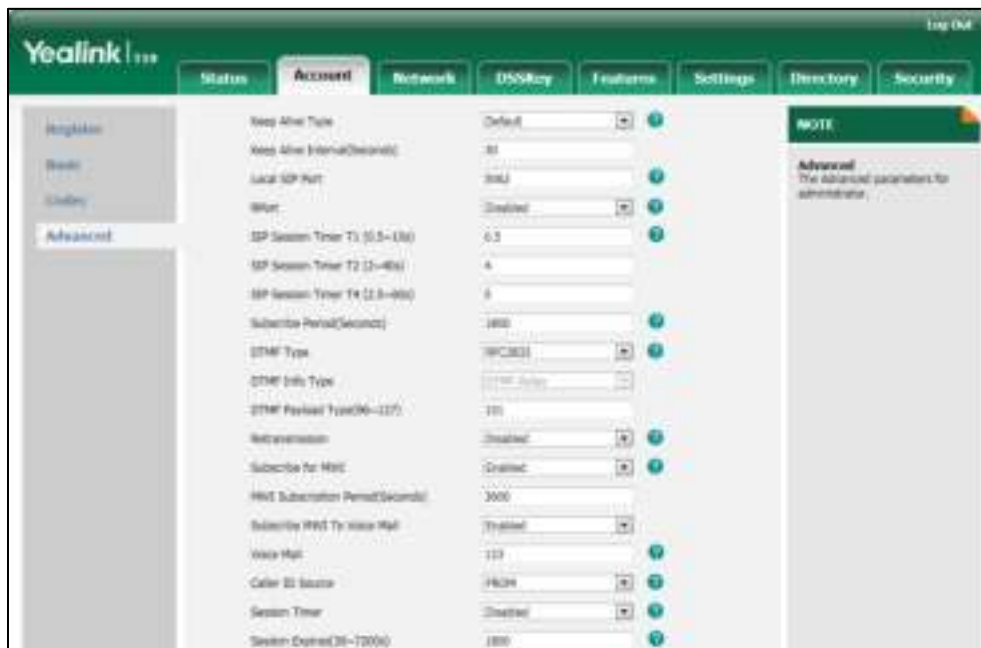 Log Out
Yealink
Status Account Network DSSKey Features Settings Directory Security
Register
Basic
Codec
Advanced
Keep Alive Type Default
Keep Alive Interval(Seconds) 30
Local SIP Port
RPort Disabled
SIP Session Timer T1 (0.5~10s) 0.5
SIP Session Timer T2 (2~40s) 4
SIP Session Timer T4 (2.5~60s) 5
Subscribe Period(Seconds) 1800
DTMF Type RFC2833
DTMF Info Type DTMF-Relay
DTMF Payload Type(96~127) 101
Retransmission Disabled
Subscribe for MWI Enabled
MWI Subscription Period(Seconds) 3600
Subscribe MWI To Voice Mail Enabled
Voice Mail
Caller ID Source FROM
Session Timer Disabled
Session Expires(30~7200s) 1800
NOTE
Advanced
The Advanced parameters for
administrator.